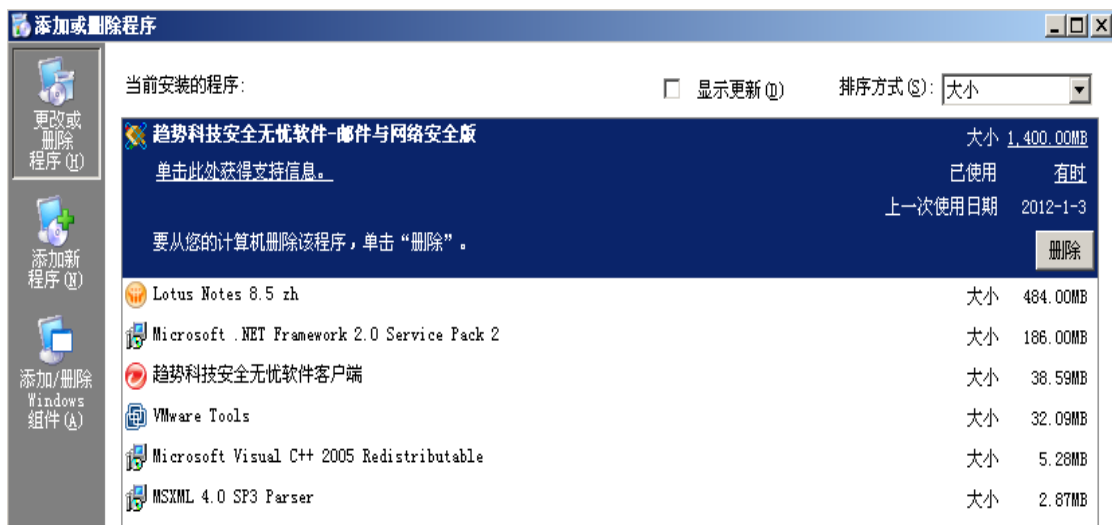 添加或删除程序
更改或
删除
程序(H)
添加新
程序(N)
添加/删除
Windows
组件(A)
当前安装的程序:
显示更新(D)
排序方式(S): 大小
趋势科技安全无忧软件-邮件与网络安全版 大小 1,400.00MB
单击此处获得支持信息。 已使用 有时
上一次使用日期 2012-1-3
要从您的计算机删除该程序，单击“删除”。 删除
Lotus Notes 8.5 zh 大小 484.00MB
Microsoft .NET Framework 2.0 Service Pack 2 大小 186.00MB
趋势科技安全无忧软件客户端 大小 38.59MB
VMware Tools 大小 32.09MB
Microsoft Visual C++ 2005 Redistributable 大小 5.28MB
MSXML 4.0 SP3 Parser 大小 2.87MB